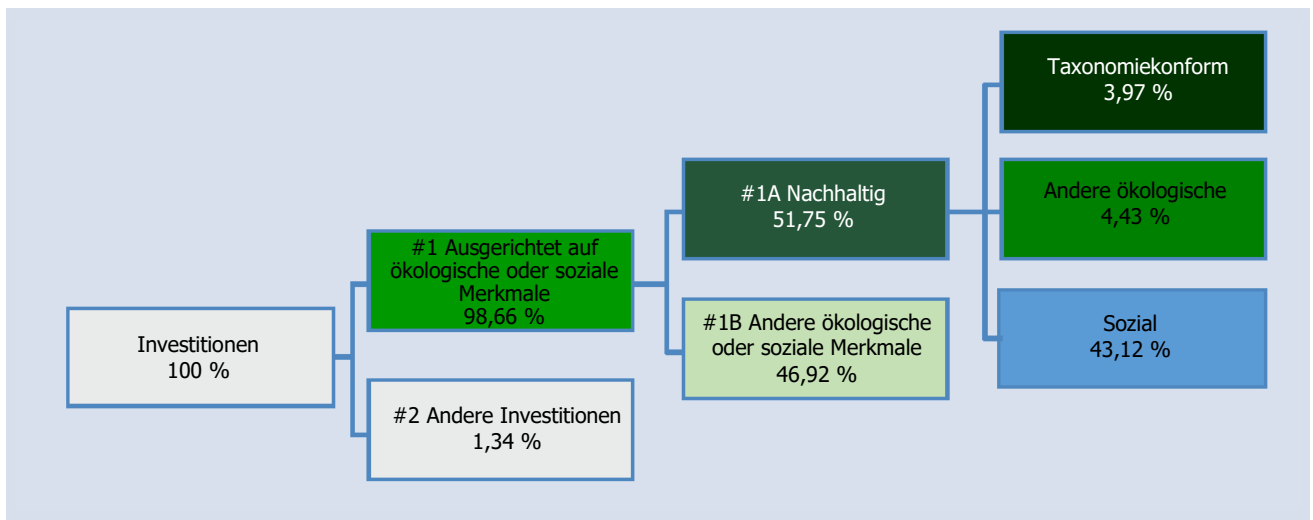 Investitionen
100 %
#1 Ausgerichtet auf
ökologische oder soziale
Merkmale
98,66 %
#2 Andere Investitionen
1,34 %
#1A Nachhaltig
51,75 %
#1B Andere ökologische
oder soziale Merkmale
46,92 %
Taxonomiekonform
3,97 %
Andere ökologische
4,43 %
Sozial
43,12 %